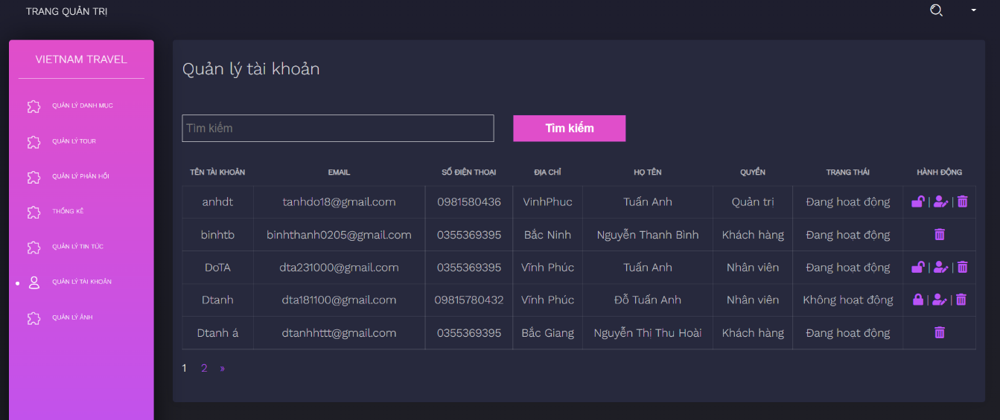 TRANG QUẢN TRỊ
VIETNAM TRAVEL
QUẢN LÝ DANH MỤC
QUẢN LÝ TOUR
QUẢN LÝ PHẢN HỒI
THỐNG KÊ
QUẢN LÝ TIN TỨC
QUẢN LÝ TÀI KHOẢN
QUẢN LÝ ẢNH
Quản lý tài khoản
Tìm kiếm Tìm kiếm
TÊN TÀI KHOẢN EMAIL SỐ ĐIỆN THOẠI ĐỊA CHỈ HỌ TÊN QUYỀN TRẠNG THÁI HÀNH ĐỘNG
anhdt tanhdo18@gmail.com 0981580436 VinhPhuc Tuấn Anh Quản trị Đang hoạt động | |
binhtb binhthanh0205@gmail.com 0355369395 Bắc Ninh Nguyễn Thanh Bình Khách hàng Đang hoạt động
DoTA dta231000@gmail.com 0355369395 Vĩnh Phúc Tuấn Anh Nhân viên Đang hoạt động | |
Dtanh dta181100@gmail.com 09815780432 Vĩnh Phúc Đỗ Tuấn Anh Nhân viên Không hoạt động | |
Dtanh á dtanhhttt@gmail.com 0355369395 Bắc Giang Nguyễn Thị Thu Hoài Khách hàng Đang hoạt động
1 2 »